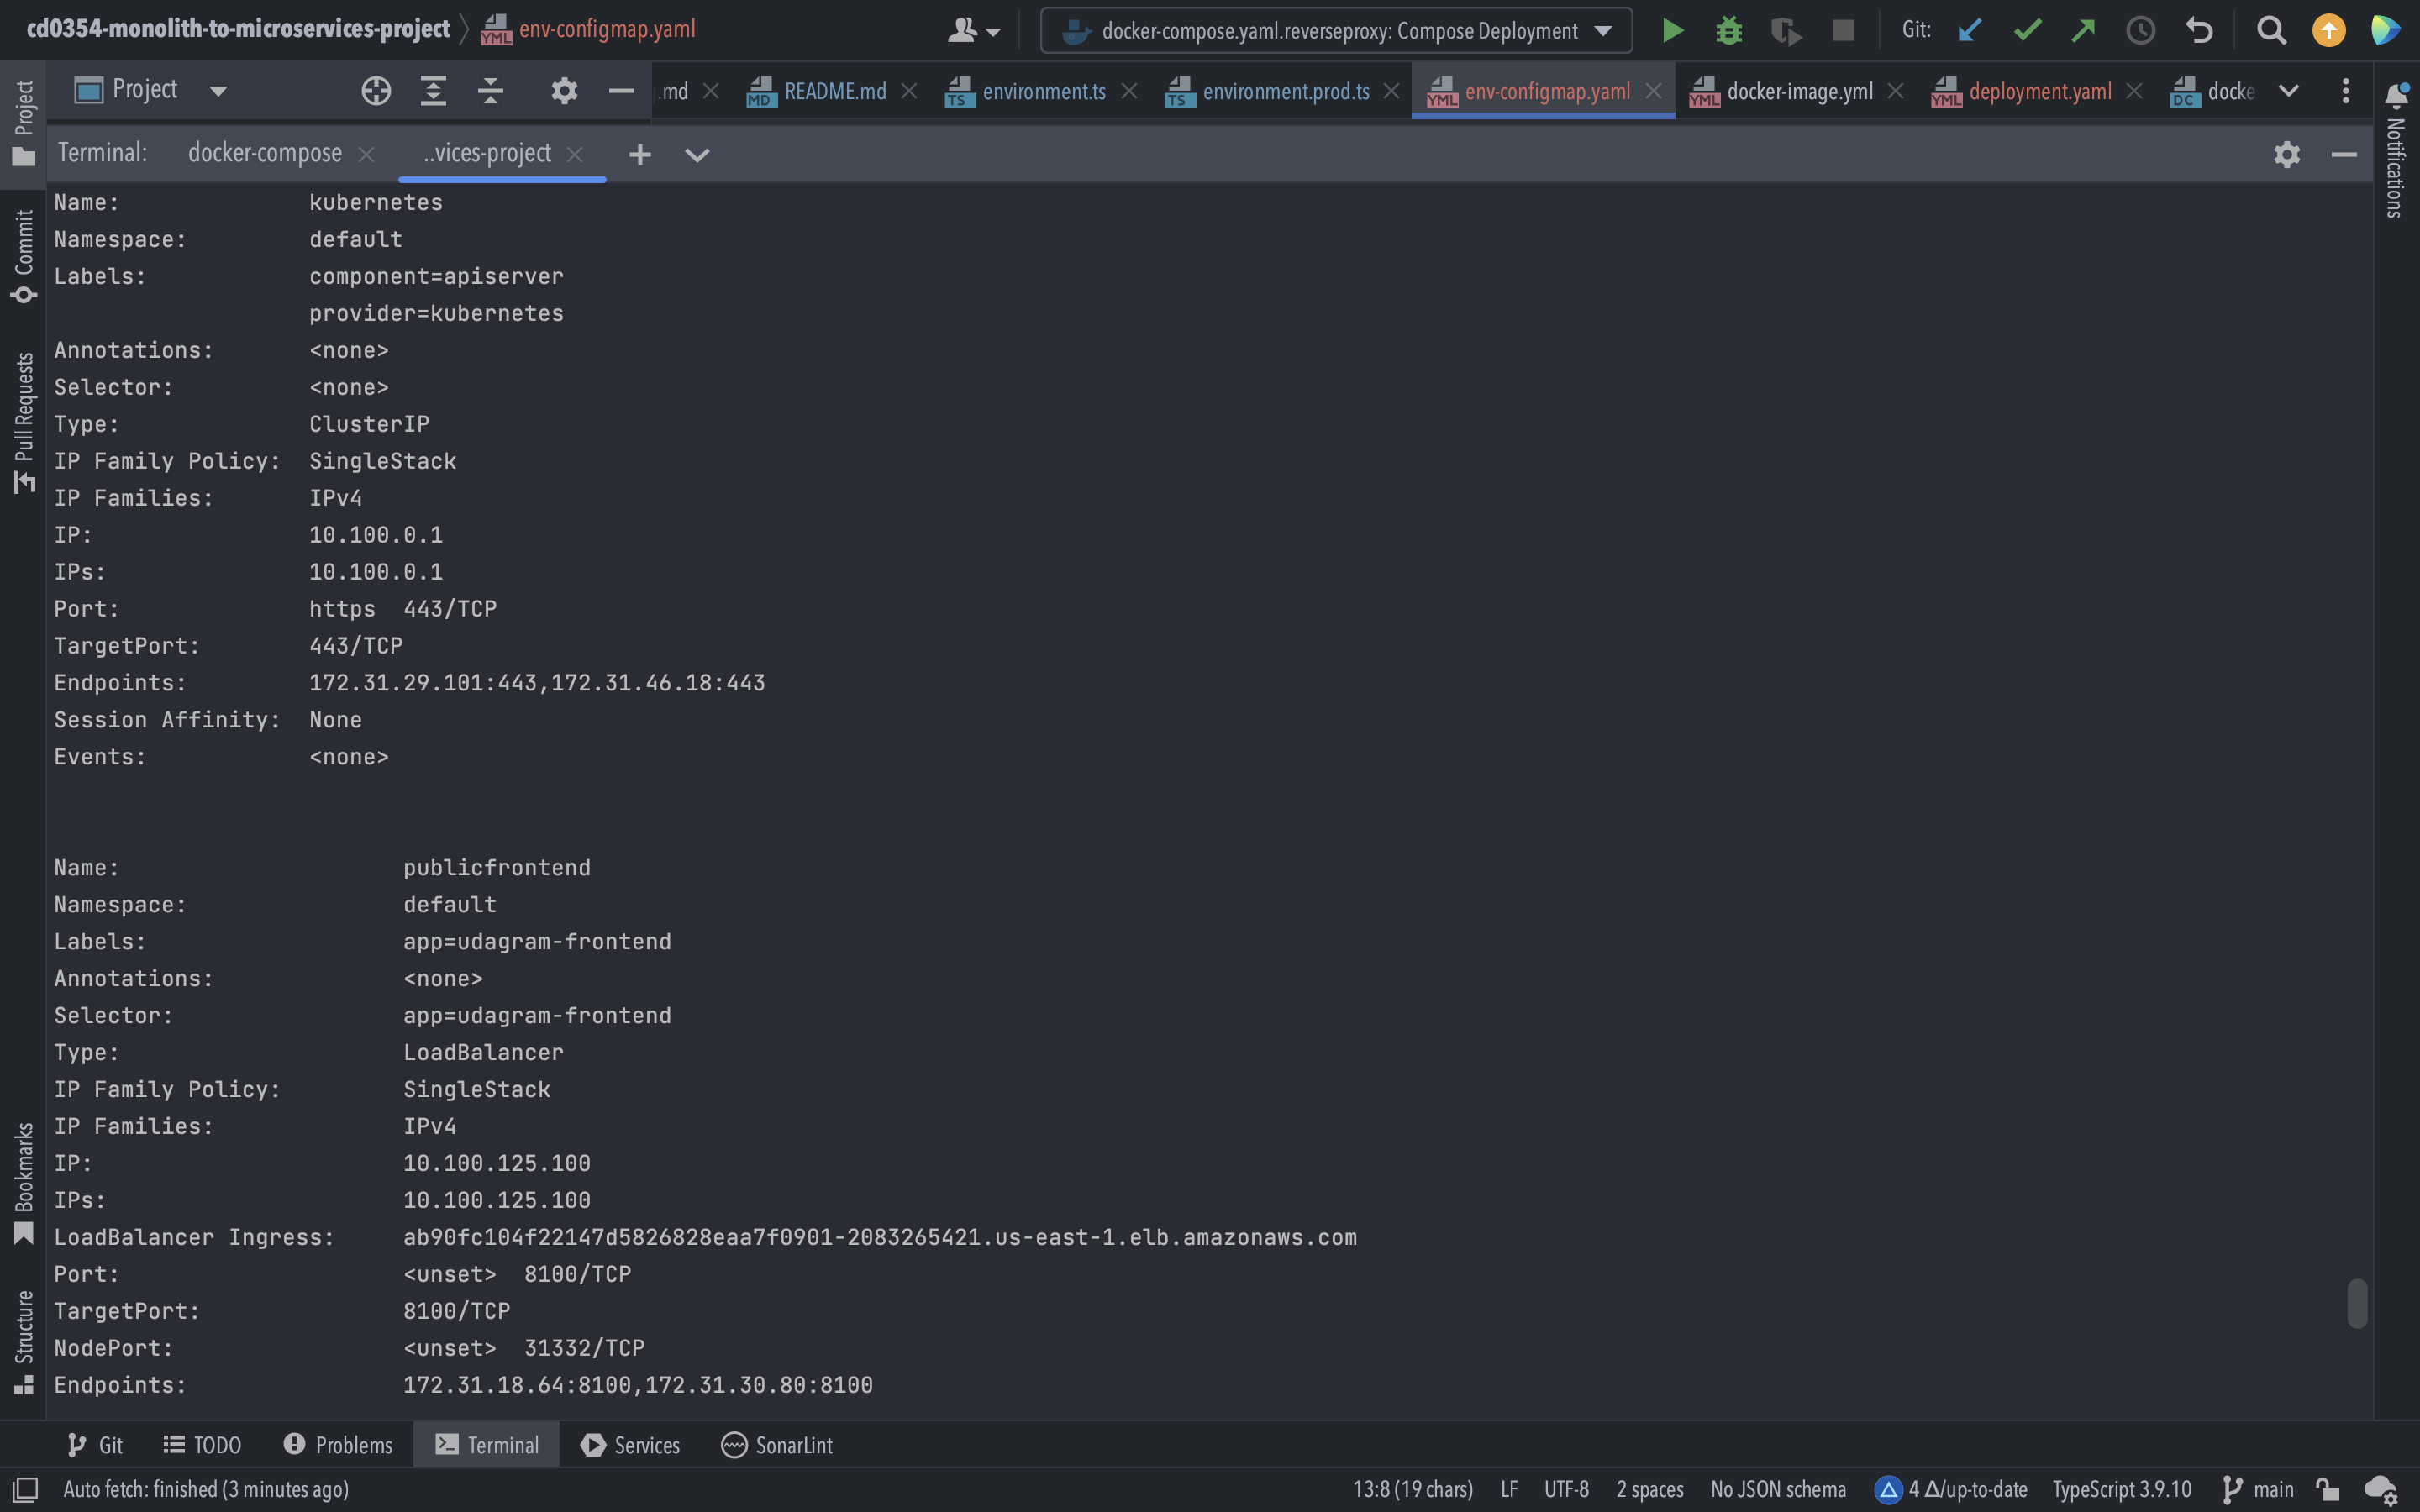 cd0354-monolith-to-microservices-project
env-configmap.yaml
docker-compose.yaml.reverseproxy: Compose Deployment
Git:
Project
.md
README.md
environment.ts
environment.prod.ts
env-configmap.yaml
docker-image.yml
deployment.yaml
docke
Terminal:
docker-compose
..vices-project
Name: kubernetes
Namespace: default
Labels: component=apiserver
provider=kubernetes
Annotations: <none>
Selector: <none>
Type: ClusterIP
IP Family Policy: SingleStack
IP Families: IPv4
IP: 10.100.0.1
IPs: 10.100.0.1
Port: https 443/TCP
TargetPort: 443/TCP
Endpoints: 172.31.29.101:443,172.31.46.18:443
Session Affinity: None
Events: <none>
Name: publicfrontend
Namespace: default
Labels: app=udagram-frontend
Annotations: <none>
Selector: app=udagram-frontend
Type: LoadBalancer
IP Family Policy: SingleStack
IP Families: IPv4
IP: 10.100.125.100
IPs: 10.100.125.100
LoadBalancer Ingress: ab90fc104f22147d5826828eaa7f0901-2083265421.us-east-1.elb.amazonaws.com
Port: <unset> 8100/TCP
TargetPort: 8100/TCP
NodePort: <unset> 31332/TCP
Endpoints: 172.31.18.64:8100,172.31.30.80:8100
Project
Commit
Pull Requests
Bookmarks
Structure
Notifications
Git
TODO
Problems
Terminal
Services
SonarLint
Auto fetch: finished (3 minutes ago)
13:8 (19 chars)
LF
UTF-8
2 spaces
No JSON schema
4 Δ/up-to-date
TypeScript 3.9.10
main